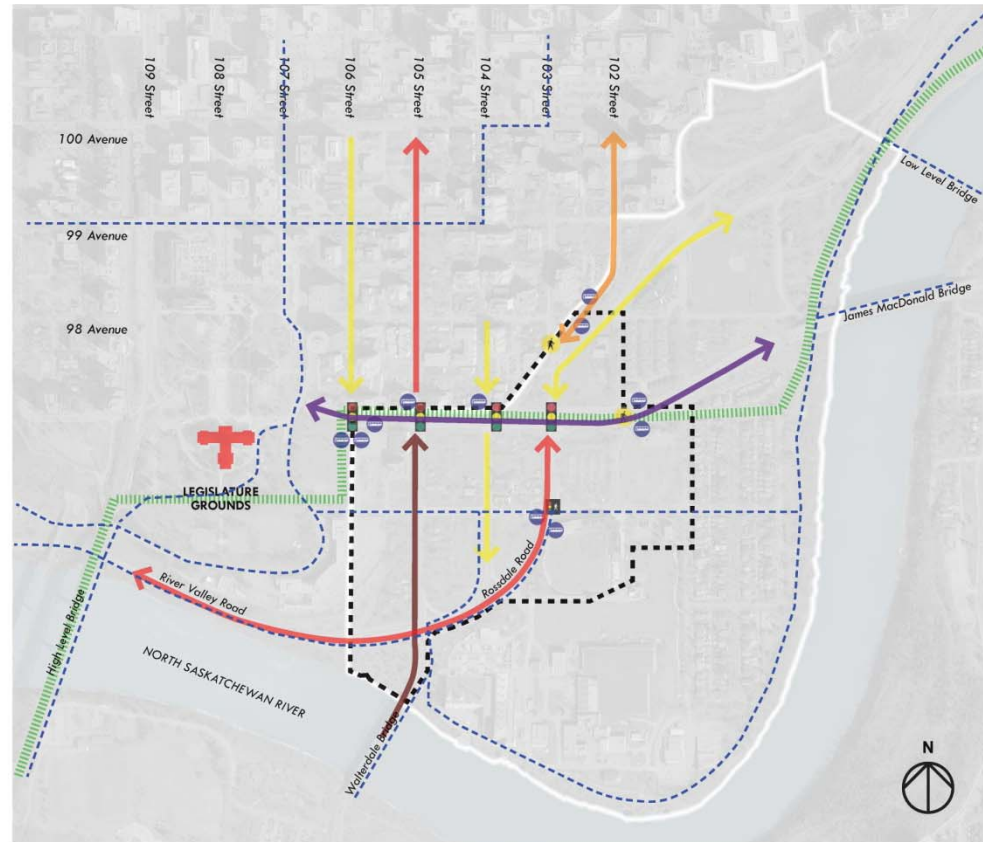 109 Street
108 Street
107 Street
106 Street
105 Street
104 Street
103 Street
102 Street
100 Avenue
99 Avenue
98 Avenue
Low Level Bridge
James MacDonald Bridge
LEGISLATURE
GROUNDS
River Valley Road
Rossdale Road
High Level Bridge
NORTH SASKATCHEWAN RIVER
Walterdale Bridge
N